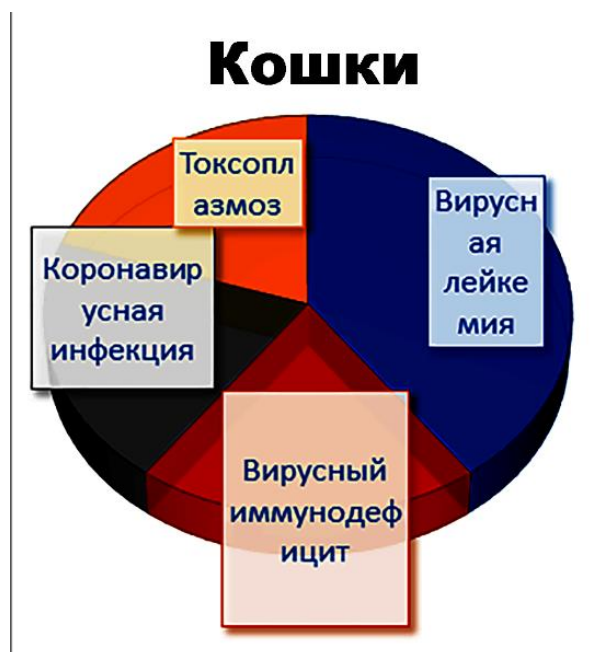 Кошки
Токсопл
азмоз
Вирусн
ая
лейке
мия
Коронавир
усная
инфекция
Вирусный
иммунодеф
ицит